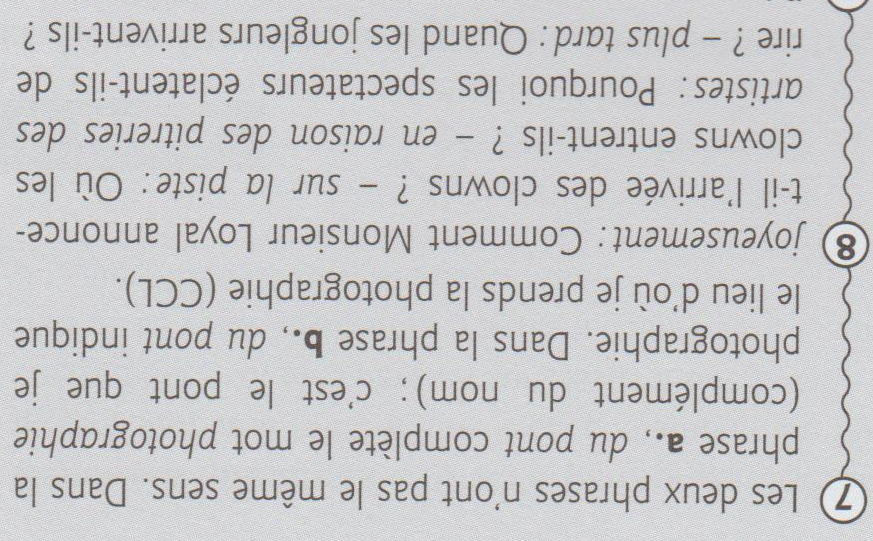 7 Les deux phrases n'ont pas le même sens. Dans la
phrase a., du pont complète le mot photographie
(complément du nom) ; c'est le pont que je
photographie. Dans la phrase b., du pont indique
le lieu d'où je prends la photographie (CCL).
8 joyeusement : Comment Monsieur Loyal annonce-
t-il l'arrivée des clowns ? – sur la piste : Où les
clowns entrent-ils ? – en raison des pitreries des
artistes : Pourquoi les spectateurs éclatent-ils de
rire ? – plus tard : Quand les jongleurs arrivent-ils ?